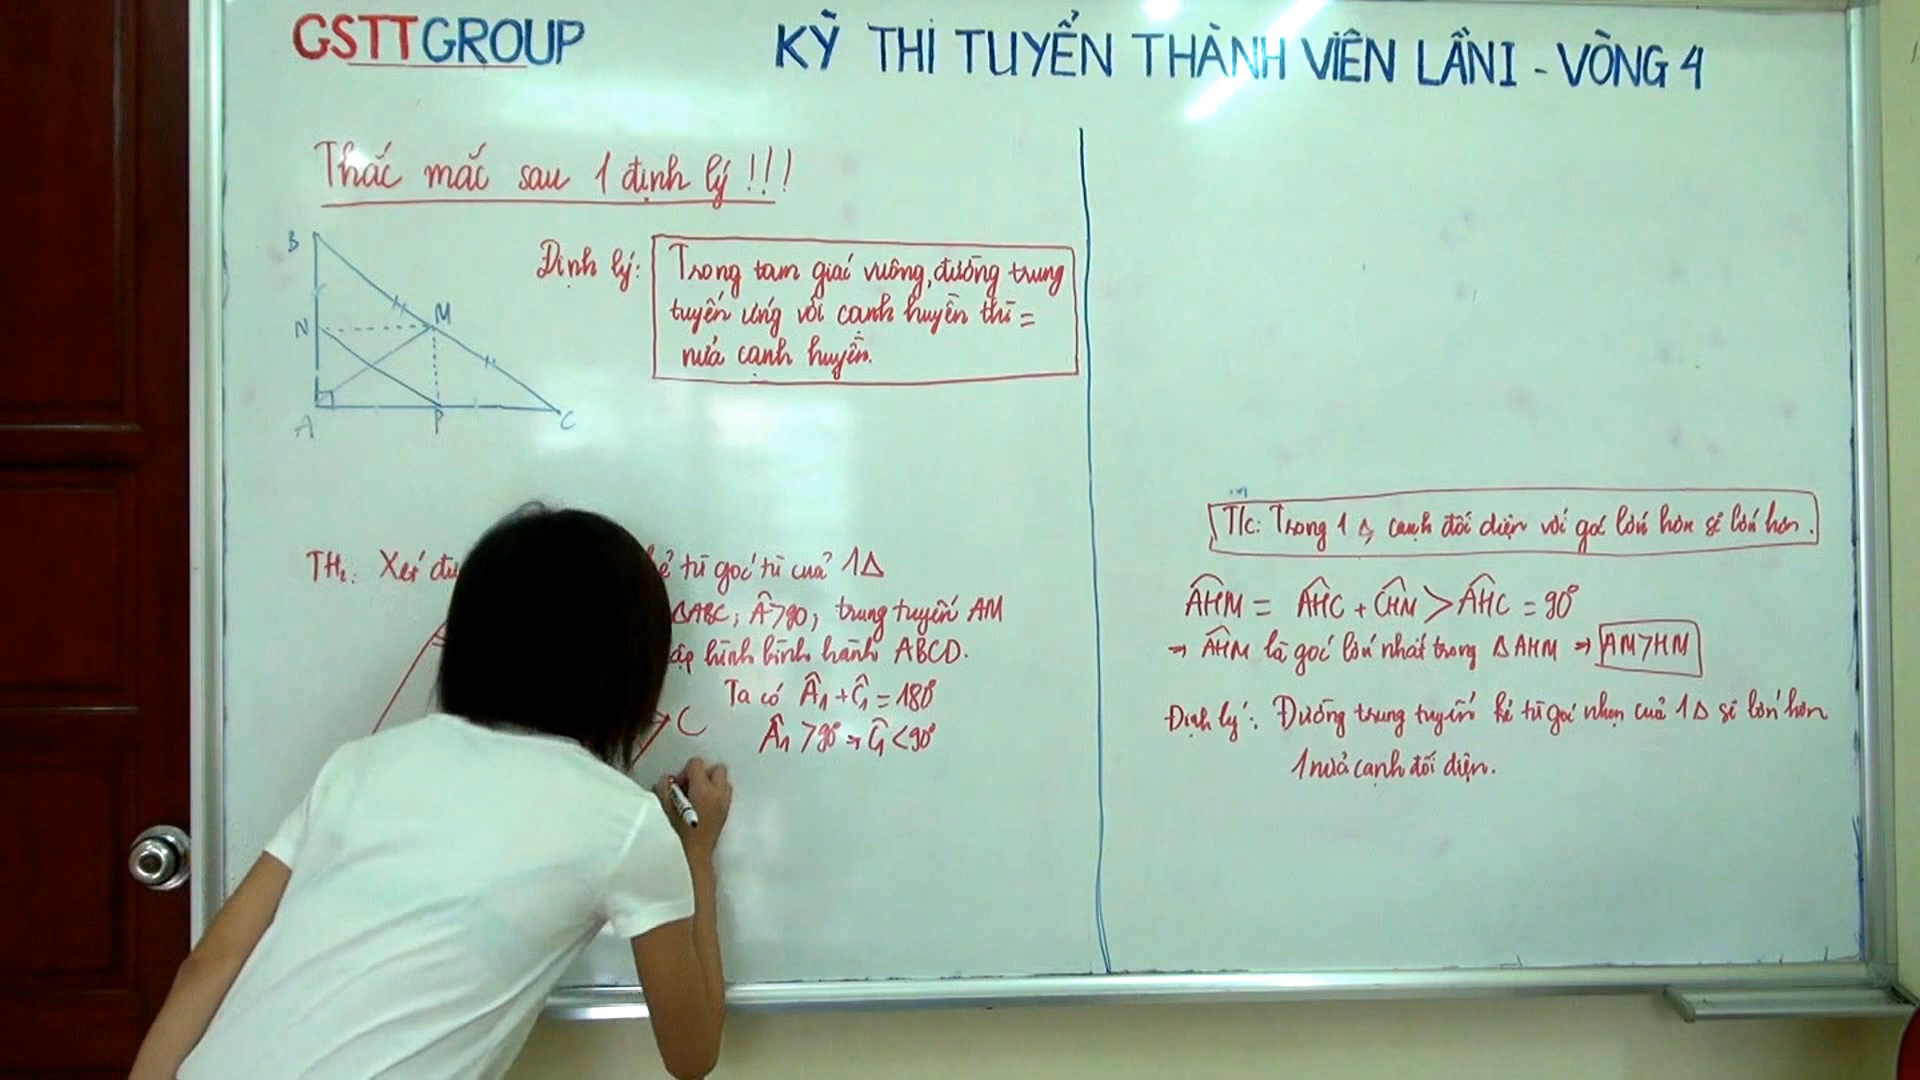 GSTT GROUP
KỲ THI TUYỂN THÀNH VIÊN LẦN I - VÒNG 4
Thắc mắc sau 1 định lý !!!
B
N
M
A
P
C
Định lý:
Trong tam giác vuông, đường trung
tuyến ứng với cạnh huyền thì =
nửa cạnh huyền.
Xét
từ góc tù của 1Δ
ΔABC; Â>90, trung tuyến AM
hình bình hành ABCD.
Ta có Â₁ + Ĉ₁ = 180°
Â₁ > 90° ⇒ Ĉ₁ < 90°
C
T/c: Trong 1 Δ, cạnh đối diện với góc lớn hơn sẽ lớn hơn.
AHM = AHC + CHM > AHC = 90°
⇒ AHM là góc lớn nhất trong Δ AHM ⇒ AM > HM
Định lý: Đường trung tuyến kẻ từ góc nhọn của 1Δ sẽ lớn hơn
1 nửa cạnh đối diện.